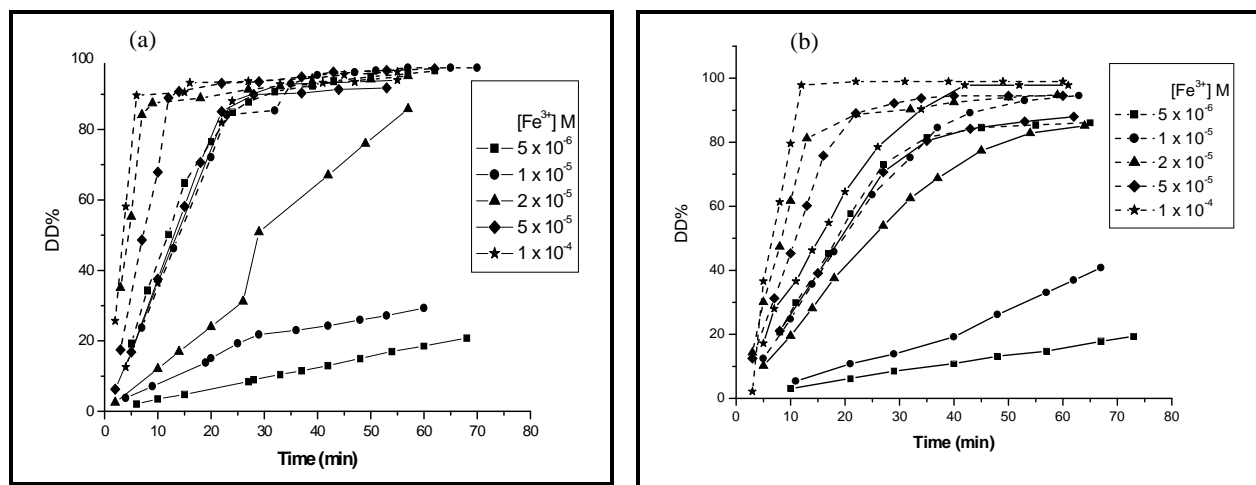 (a)
100
80
60
40
20
0
DD%
0 10 20 30 40 50 60 70 80
Time (min)
[Fe³⁺] M
5 x 10⁻⁶
1 x 10⁻⁵
2 x 10⁻⁵
5 x 10⁻⁵
1 x 10⁻⁴
(b)
100
80
60
40
20
0
DD%
0 10 20 30 40 50 60 70 80
Time (min)
[Fe³⁺] M
5 x 10⁻⁶
1 x 10⁻⁵
2 x 10⁻⁵
5 x 10⁻⁵
1 x 10⁻⁴